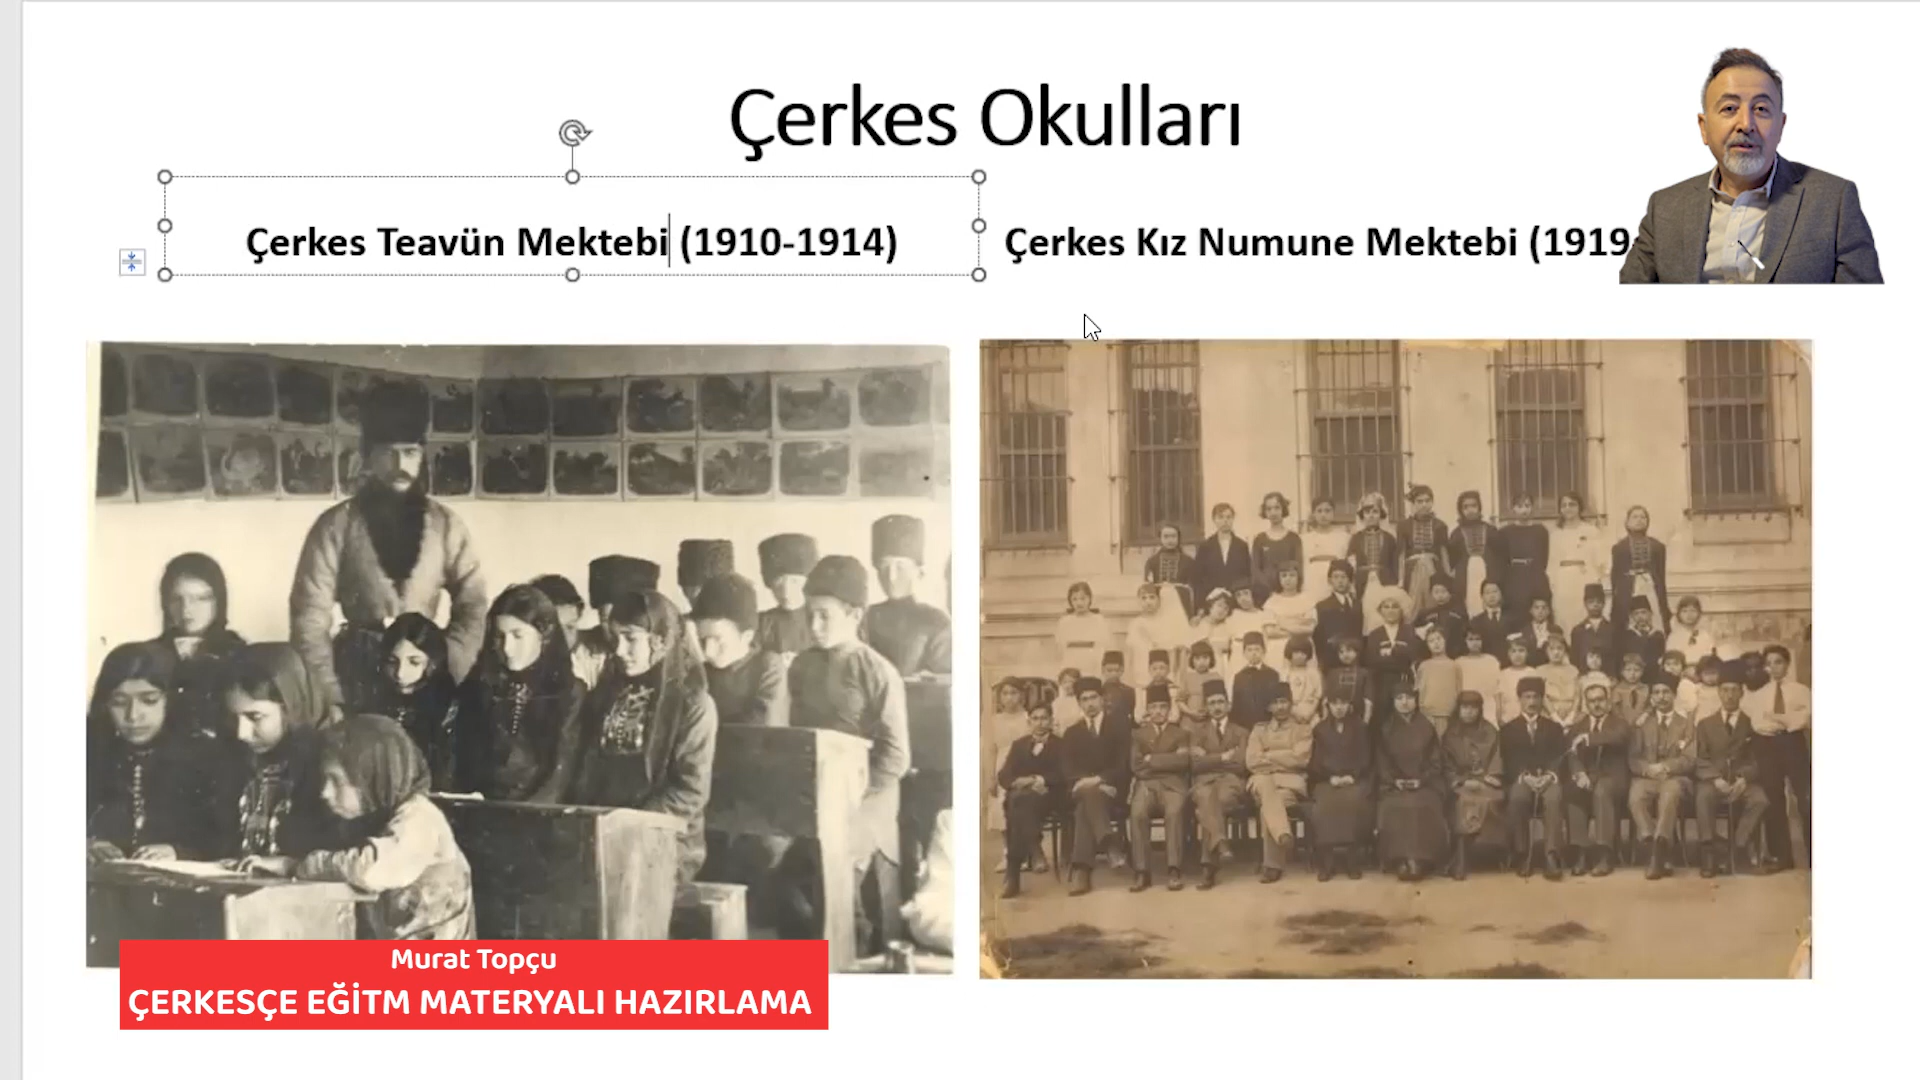 Çerkes Okulları
Çerkes Teavün Mektebi (1910-1914)
Çerkes Kız Numune Mektebi (1919
Murat Topçu
ÇERKESÇE EĞİTM MATERYALI HAZIRLAMA